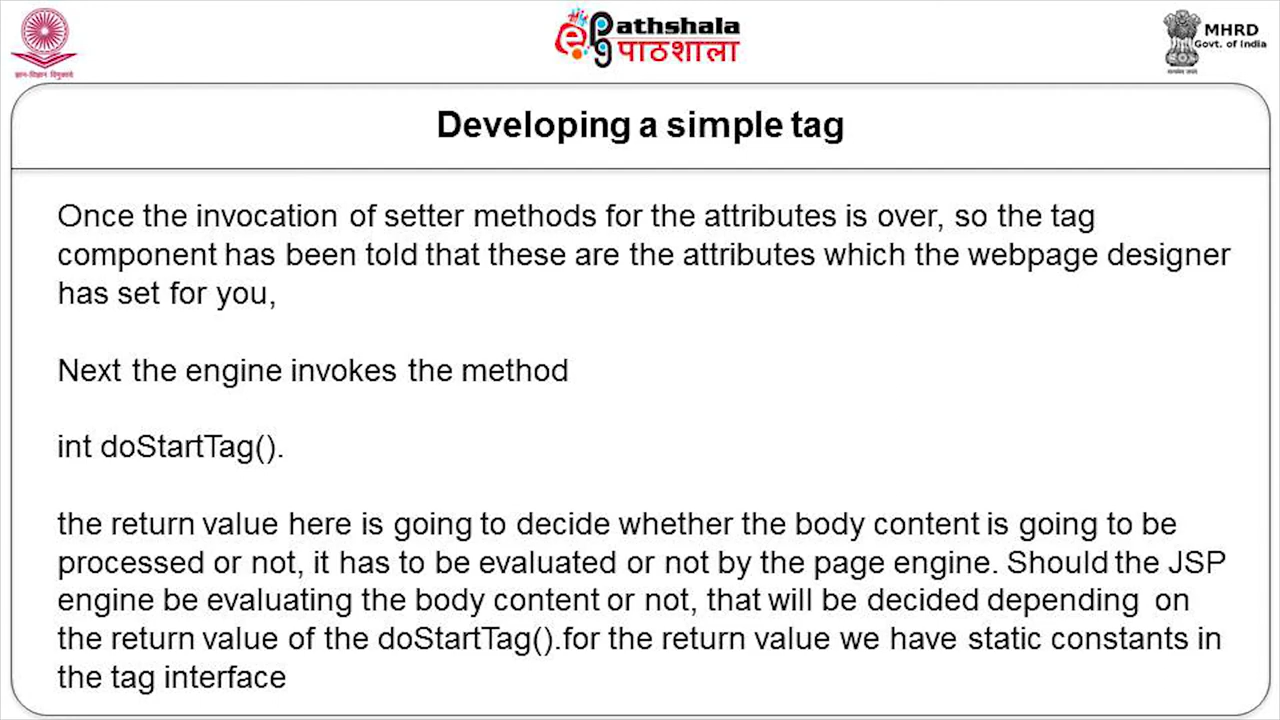 ज्ञान-विज्ञान विमुक्तये
ePathshala
पाठशाला
MHRD
Govt. of India
सत्यमेव जयते
Developing a simple tag
Once the invocation of setter methods for the attributes is over, so the tag
component has been told that these are the attributes which the webpage designer
has set for you,
Next the engine invokes the method
int doStartTag().
the return value here is going to decide whether the body content is going to be
processed or not, it has to be evaluated or not by the page engine. Should the JSP
engine be evaluating the body content or not, that will be decided depending on
the return value of the doStartTag().for the return value we have static constants in
the tag interface